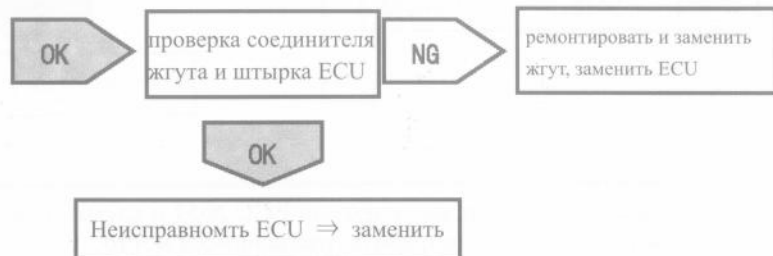 OK
проверка соединителя
жгута и штырка ECU
NG
ремонтировать и заменить
жгут, заменить ECU
OK
Неисправномть ECU ⇒ заменить